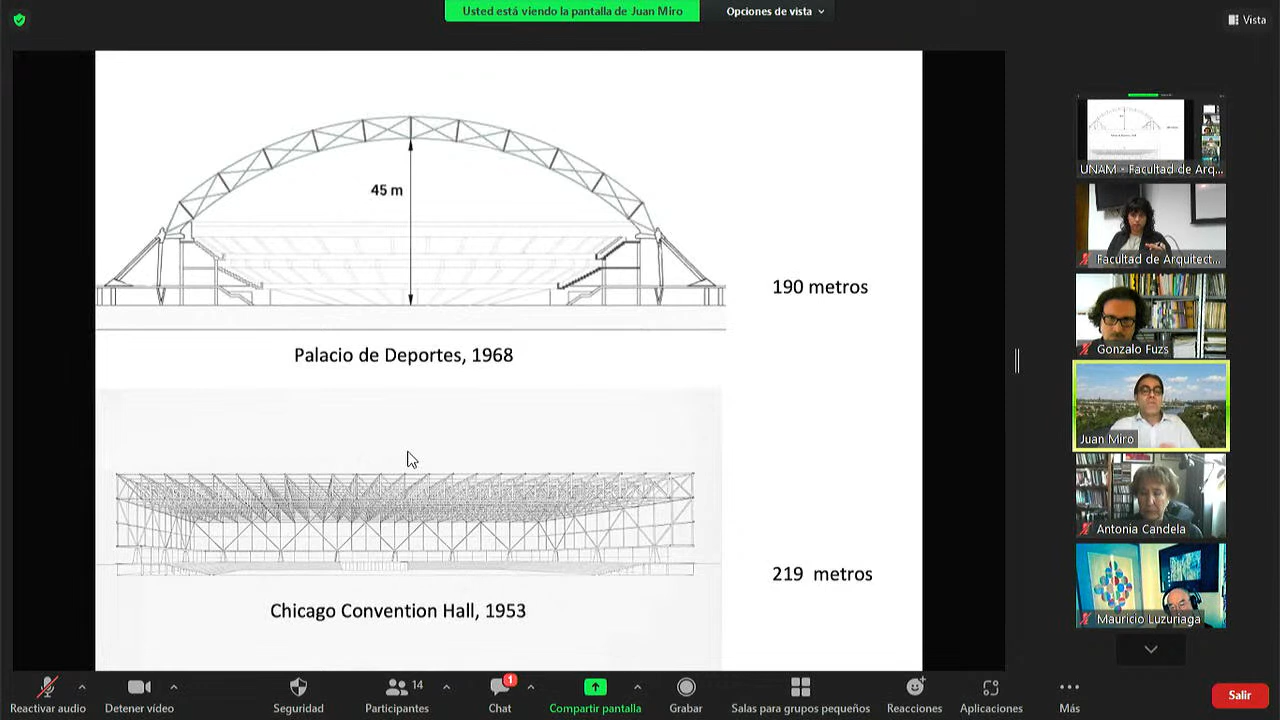 Usted está viendo la pantalla de Juan Miro
Opciones de vista
Vista
45 m
190 metros
Palacio de Deportes, 1968
219 metros
Chicago Convention Hall, 1953
UNAM - Facultad de Arq...
Facultad de Arquitect...
Gonzalo Fuzs
Juan Miro
Antonia Candela
Mauricio Luzuriaga
Reactivar audio
Detener vídeo
Seguridad
14
Participantes
1
Chat
Compartir pantalla
Grabar
Salas para grupos pequeños
Reacciones
Aplicaciones
Más
Salir